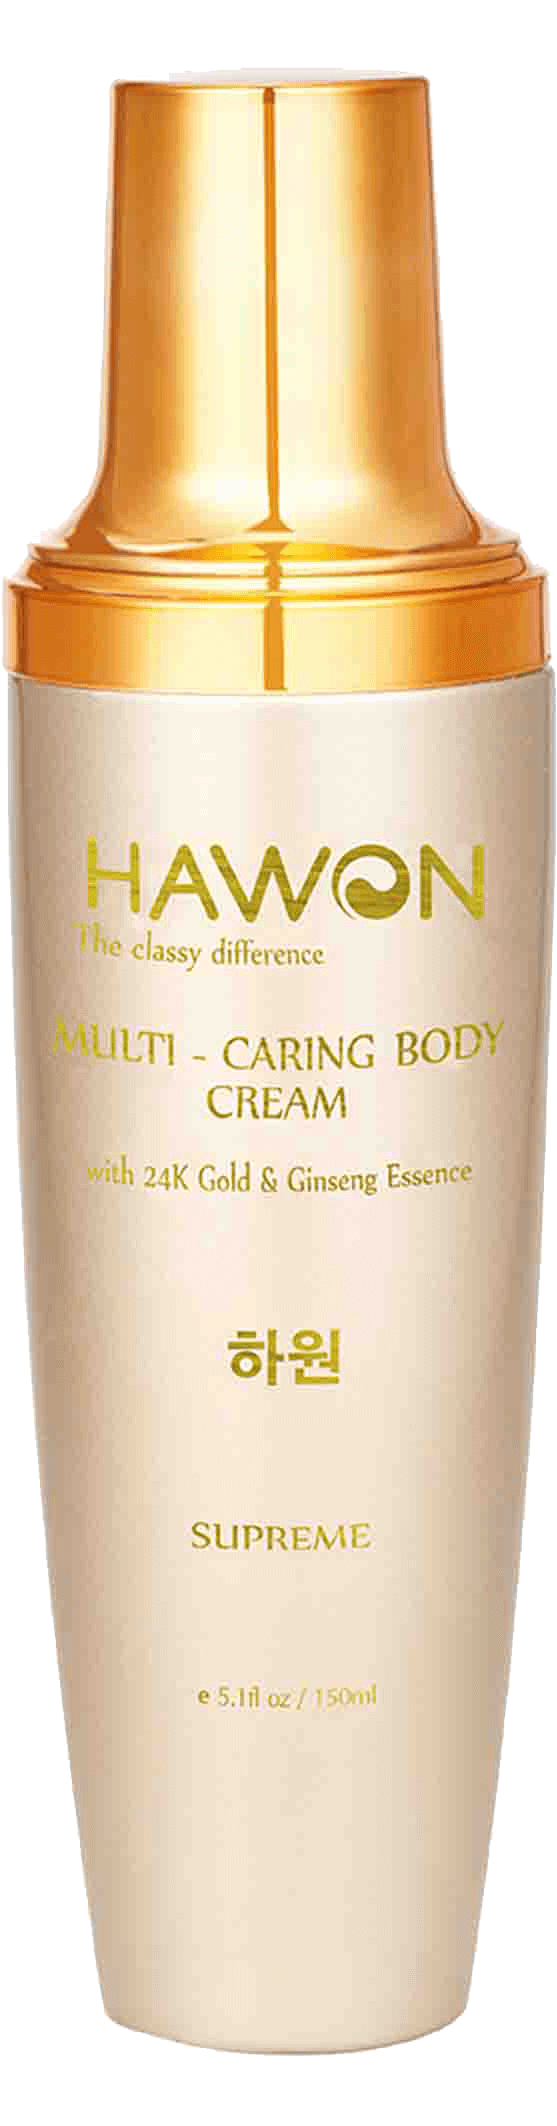 HAWON
The classy difference
MULTI - CARING BODY
CREAM
with 24K Gold & Ginseng Essence
하원
SUPREME
e 5.1fl oz / 150ml